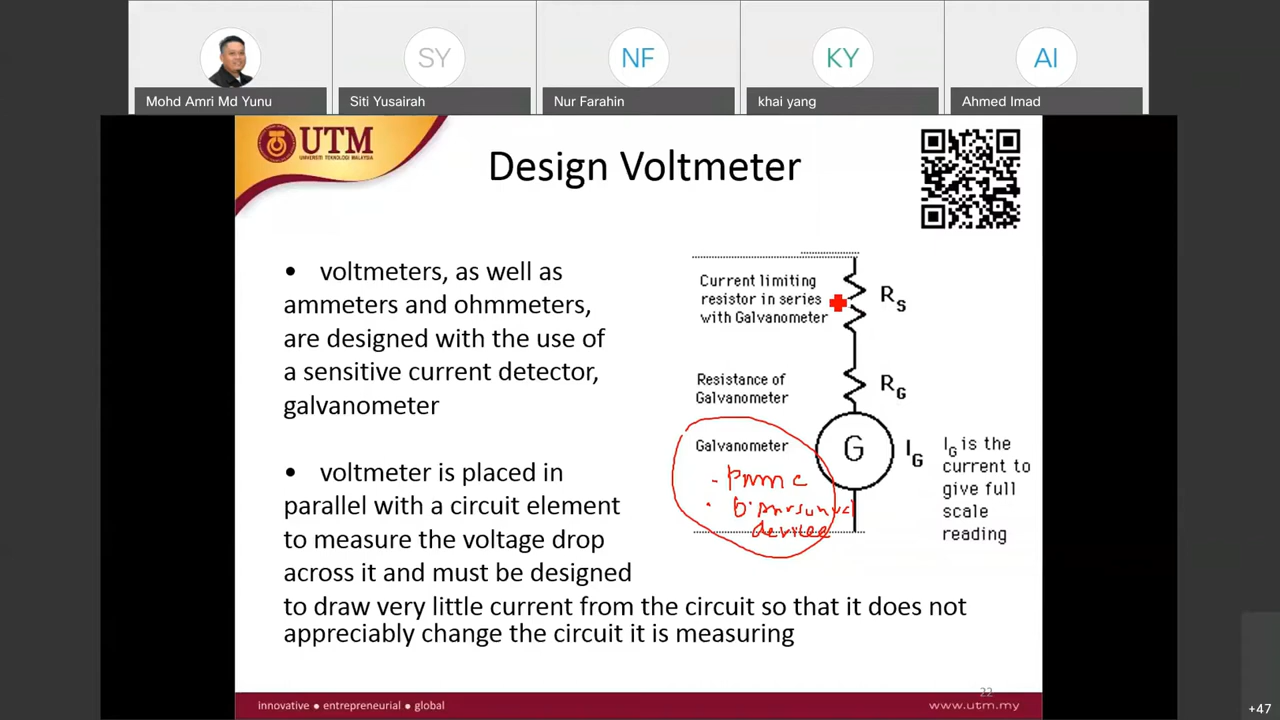 SY
NF
KY
AI
Mohd Amri Md Yunu
Siti Yusairah
Nur Farahin
khai yang
Ahmed Imad
UTM
UNIVERSITI TEKNOLOGI MALAYSIA
Design Voltmeter
• voltmeters, as well as
ammeters and ohmmeters,
are designed with the use of
a sensitive current detector,
galvanometer
• voltmeter is placed in
parallel with a circuit element
to measure the voltage drop
across it and must be designed
to draw very little current from the circuit so that it does not
appreciably change the circuit it is measuring
Current limiting
resistor in series
with Galvanometer
RS
Resistance of
Galvanometer
RG
Galvanometer
G
IG
- PMMC
devices
IG is the
current to
give full
scale
reading
22
innovative ● entrepreneurial ● global
www.utm.my
+47